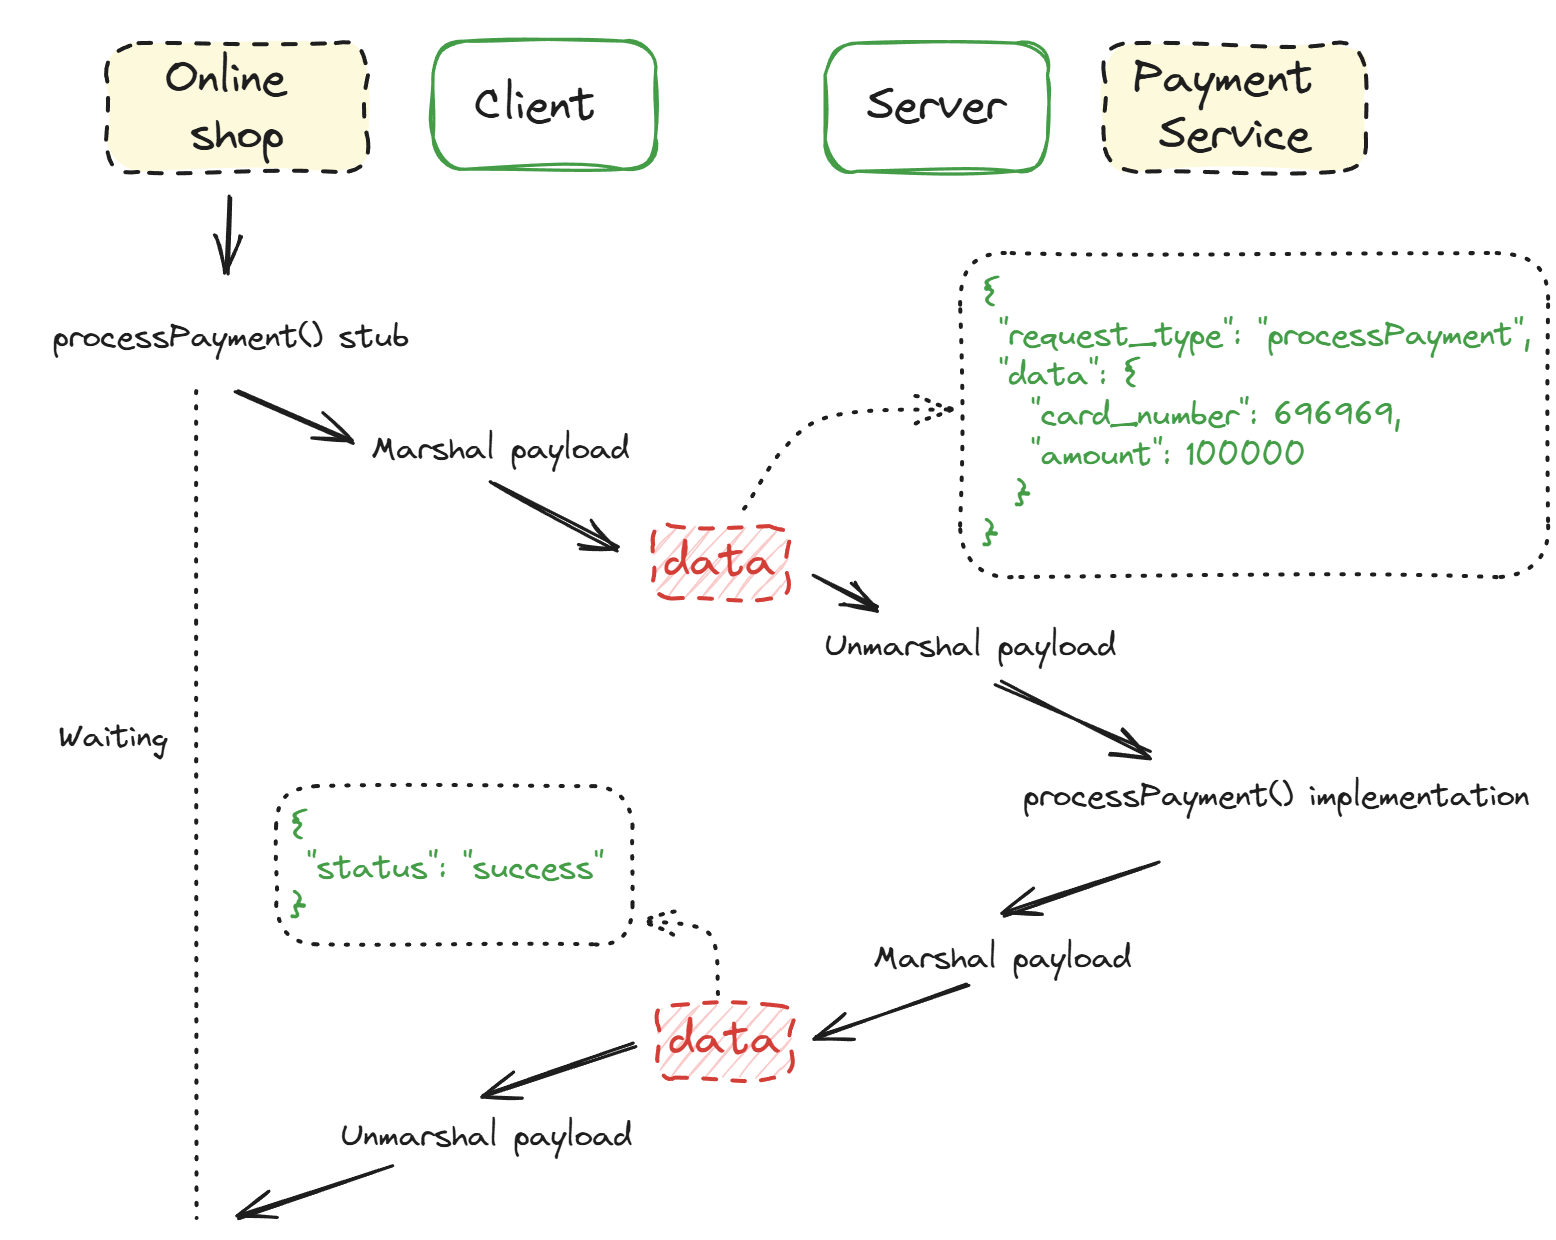 Online
shop
Client
Server
Payment
Service
processPayment() stub
{
"request_type": "processPayment",
"data": {
"card_number": 696969,
"amount": 100000
}
}
Marshal payload
data
Unmarshal payload
Waiting
processPayment() implementation
{
"status": "success"
}
Marshal payload
data
Unmarshal payload